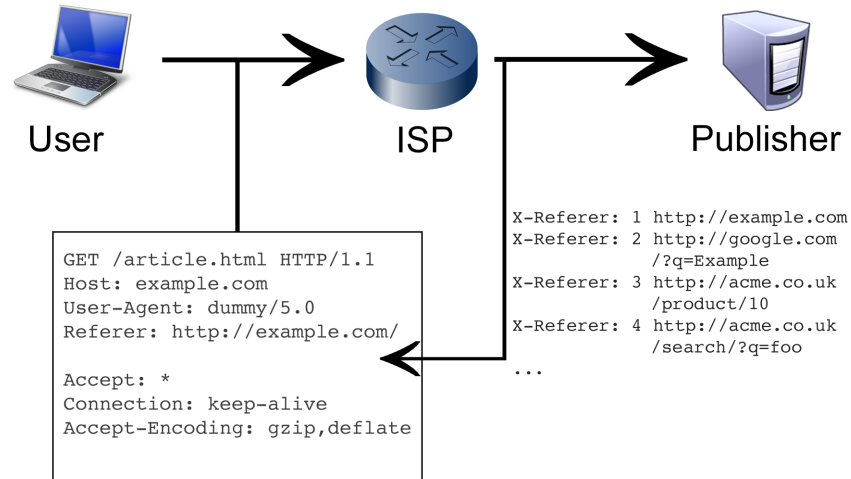 User
ISP
Publisher
GET /article.html HTTP/1.1
Host: example.com
User-Agent: dummy/5.0
Referer: http://example.com/
Accept: *
Connection: keep-alive
Accept-Encoding: gzip,deflate
X-Referer: 1 http://example.com
X-Referer: 2 http://google.com
/?q=Example
X-Referer: 3 http://acme.co.uk
/product/10
X-Referer: 4 http://acme.co.uk
/search/?q=foo
...